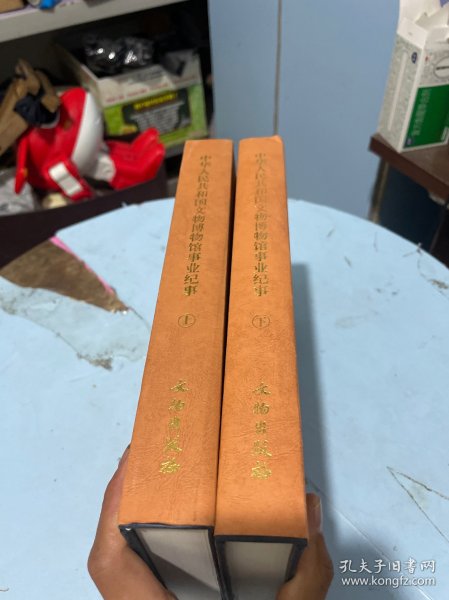 中华人民共和国文物博物馆事业纪事
上
文物出版社
中华人民共和国文物博物馆事业纪事
下
文物出版社
孔夫子旧书网
www.kongfz.com